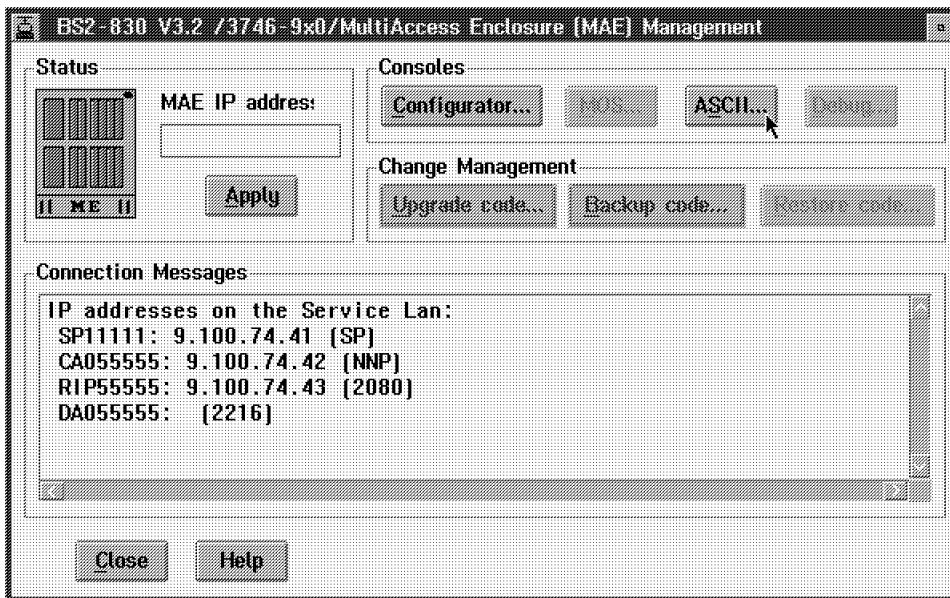 BS2-830 V3.2 /3746-9x0/MultiAccess Enclosure (MAE) Management
Status
MAE IP address
Apply
ME
Consoles
Configurator...
MOS...
ASCII...
Debug...
Change Management
Upgrade code...
Backup code...
Restore code...
Connection Messages
IP addresses on the Service Lan:
SP11111: 9.100.74.41 (SP)
CA055555: 9.100.74.42 (NNP)
RIP55555: 9.100.74.43 (2080)
DA055555: (2216)
Close
Help